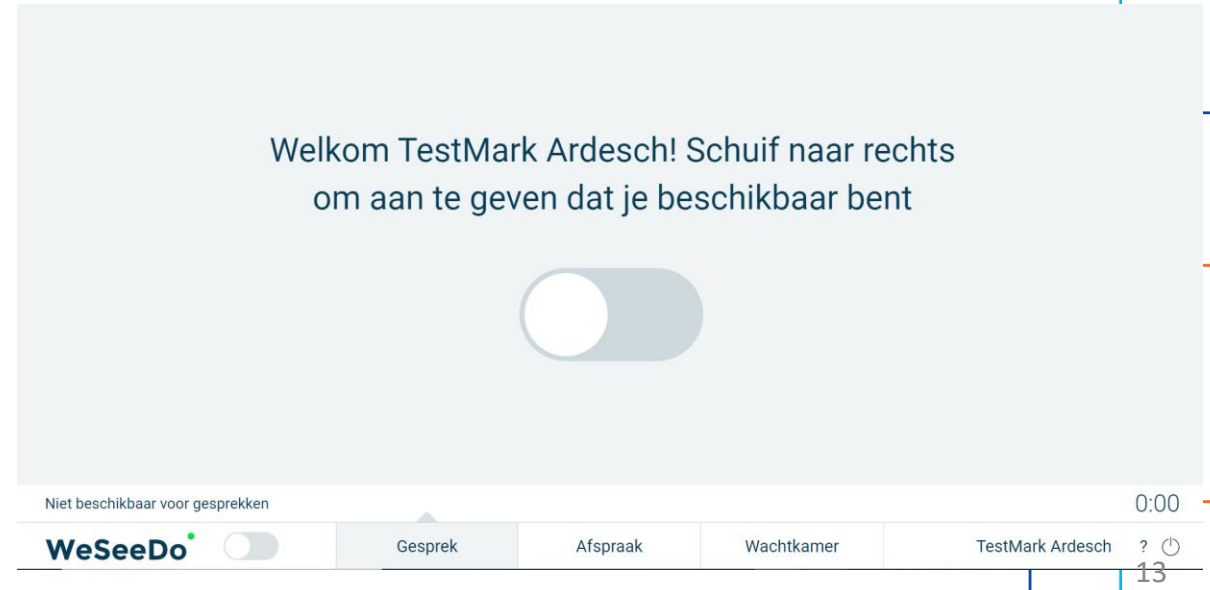 Welkom TestMark Ardesch! Schuif naar rechts
om aan te geven dat je beschikbaar bent
Niet beschikbaar voor gesprekken 0:00
WeSeeDo Gesprek Afspraak Wachtkamer TestMark Ardesch ?
13